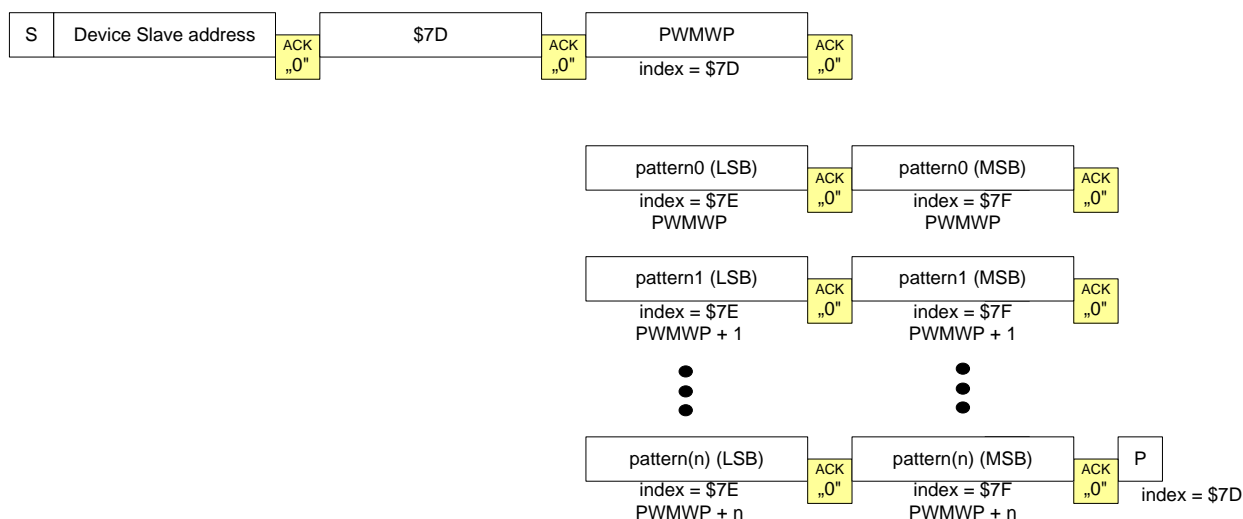 S Device Slave address ACK „0" $7D ACK „0" PWMWP ACK „0"
index = $7D
pattern0 (LSB) ACK „0" pattern0 (MSB) ACK „0"
index = $7E index = $7F
PWMWP PWMWP
pattern1 (LSB) ACK „0" pattern1 (MSB) ACK „0"
index = $7E index = $7F
PWMWP + 1 PWMWP + 1
pattern(n) (LSB) ACK „0" pattern(n) (MSB) ACK „0" P
index = $7E index = $7F index = $7D
PWMWP + n PWMWP + n